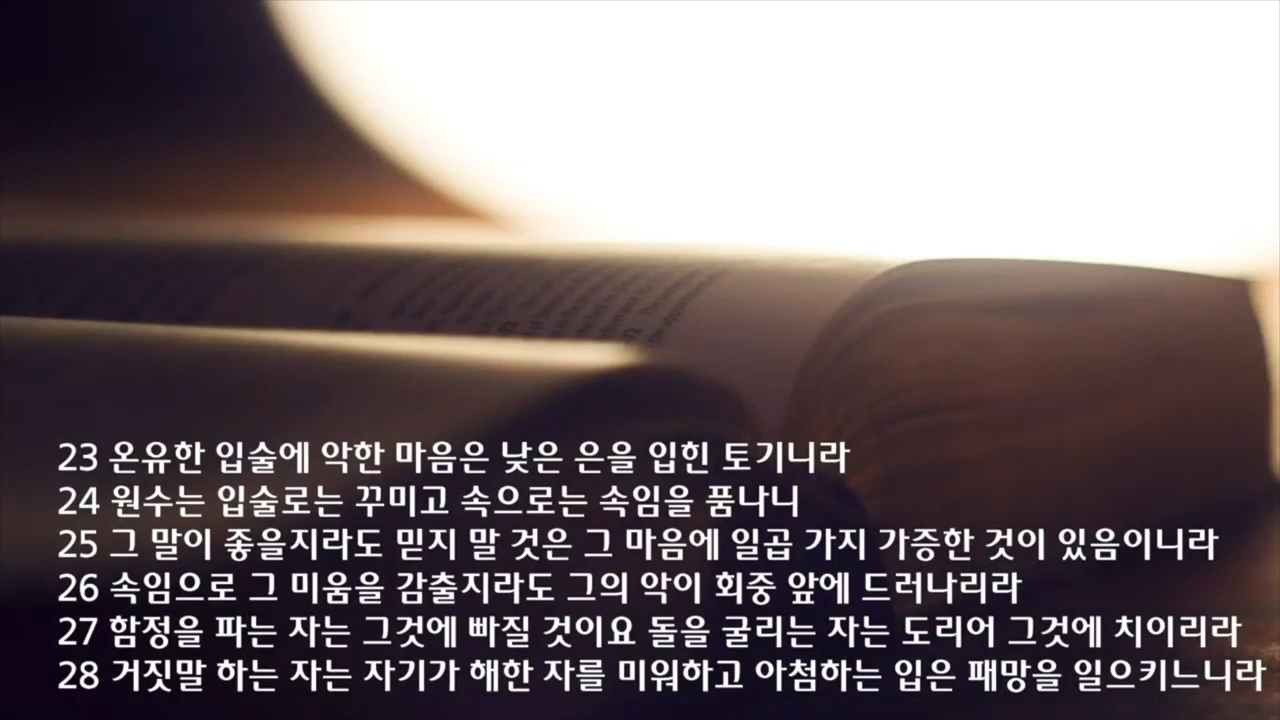 23 온유한 입술에 악한 마음은 낮은 은을 입힌 토기니라
24 원수는 입술로는 꾸미고 속으로는 속임을 품나니
25 그 말이 좋을지라도 믿지 말 것은 그 마음에 일곱 가지 가증한 것이 있음이니라
26 속임으로 그 미움을 감출지라도 그의 악이 회중 앞에 드러나리라
27 함정을 파는 자는 그것에 빠질 것이요 돌을 굴리는 자는 도리어 그것에 치이리라
28 거짓말 하는 자는 자기가 해한 자를 미워하고 아첨하는 입은 패망을 일으키느니라